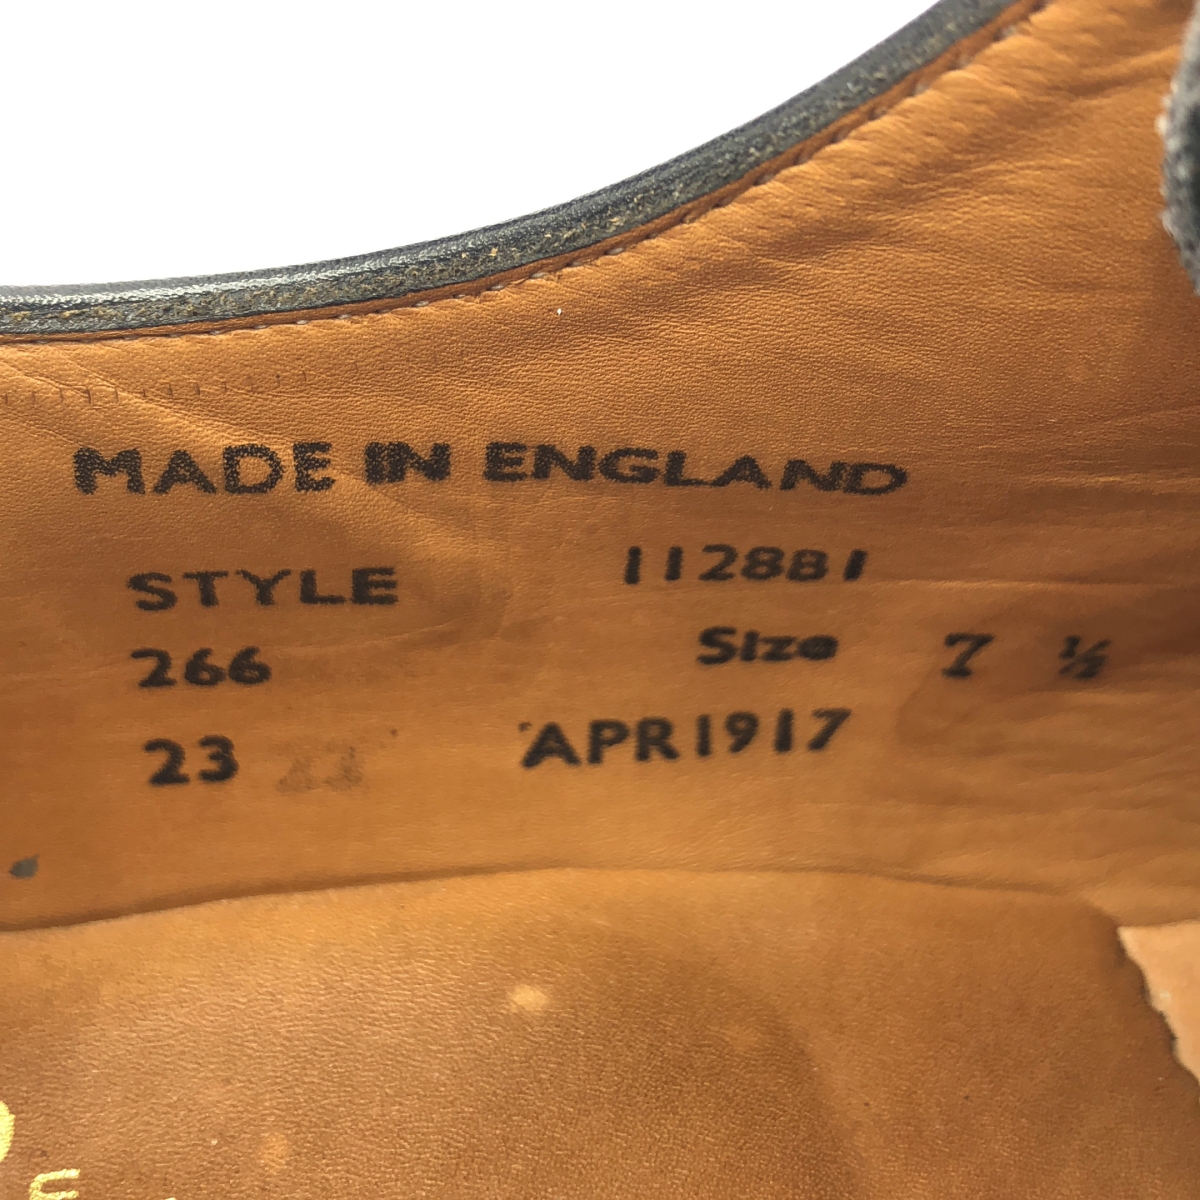 MADE IN ENGLAND
STYLE 112881
266 Size 7 ½
23 APR1917